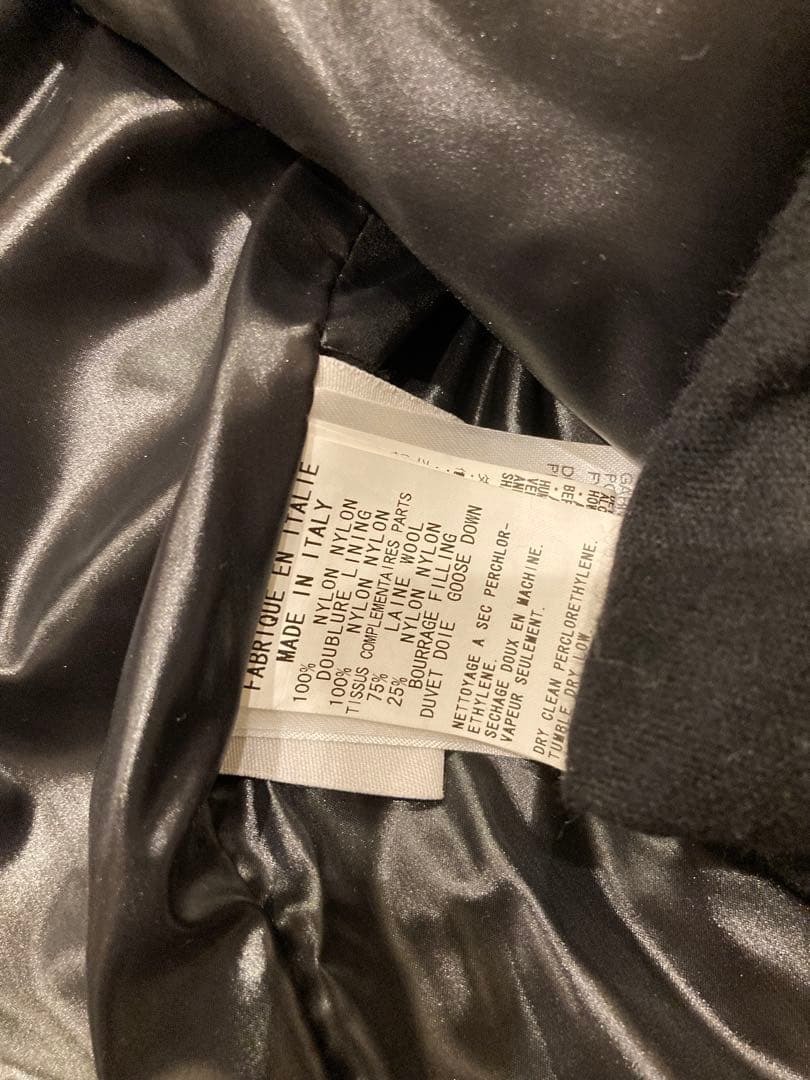 FABRIQUE EN ITALIE
MADE IN ITALY
100% NYLON NYLON
DOUBLURE LINING
100% NYLON NYLON
TISSUS COMPLEMENTAIRES PARTS
75% LAINE WOOL
25% NYLON NYLON
BOURRAGE FILLING
DUVET DOIE GOOSE DOWN
NETTOYAGE A SEC PERCHLOR-
ETHYLENE.
SECHAGE DOUX EN MACHINE.
VAPEUR SEULEMENT.
DRY CLEAN PERCLORETHYLENE.
TUMBLE DRY LOW.